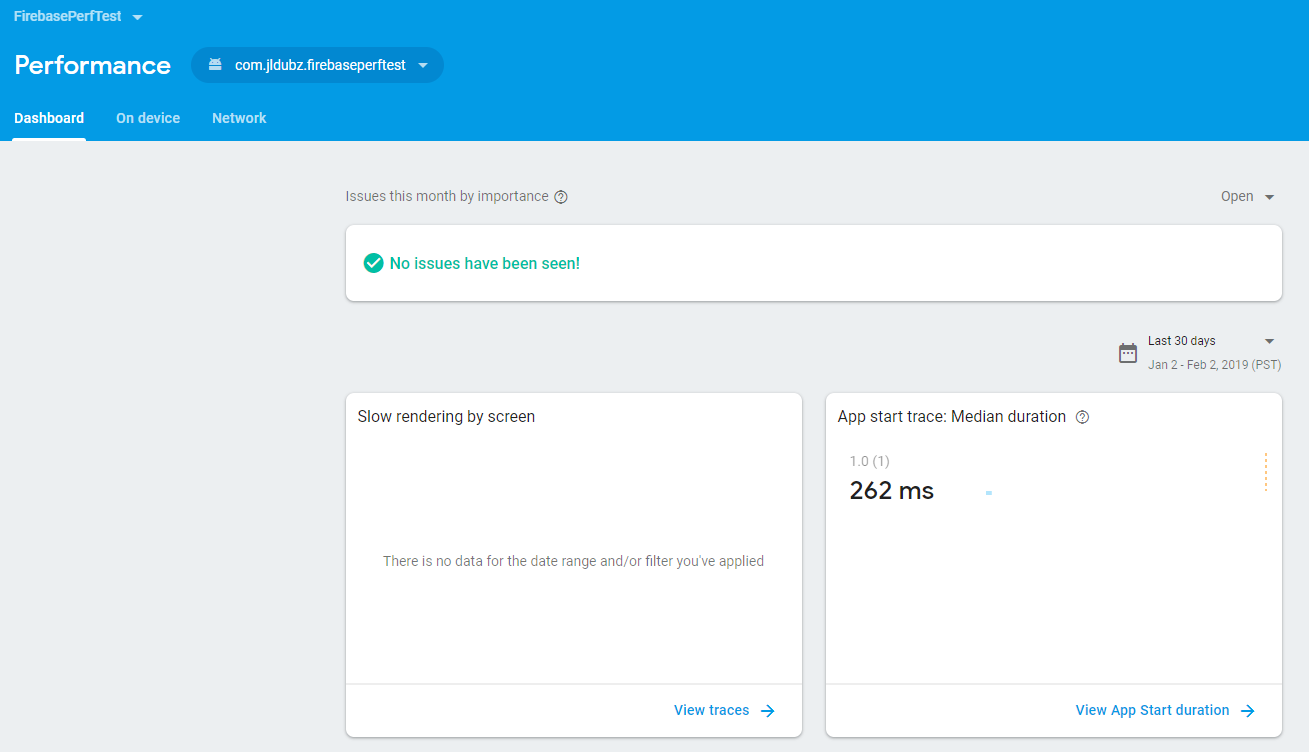 FirebasePerfTest
Performance
com.jldubz.firebaseperftest
Dashboard On device Network
Issues this month by importance
Open
No issues have been seen!
Last 30 days
Jan 2 - Feb 2, 2019 (PST)
Slow rendering by screen
There is no data for the date range and/or filter you've applied
View traces
App start trace: Median duration
1.0 (1)
262 ms
View App Start duration